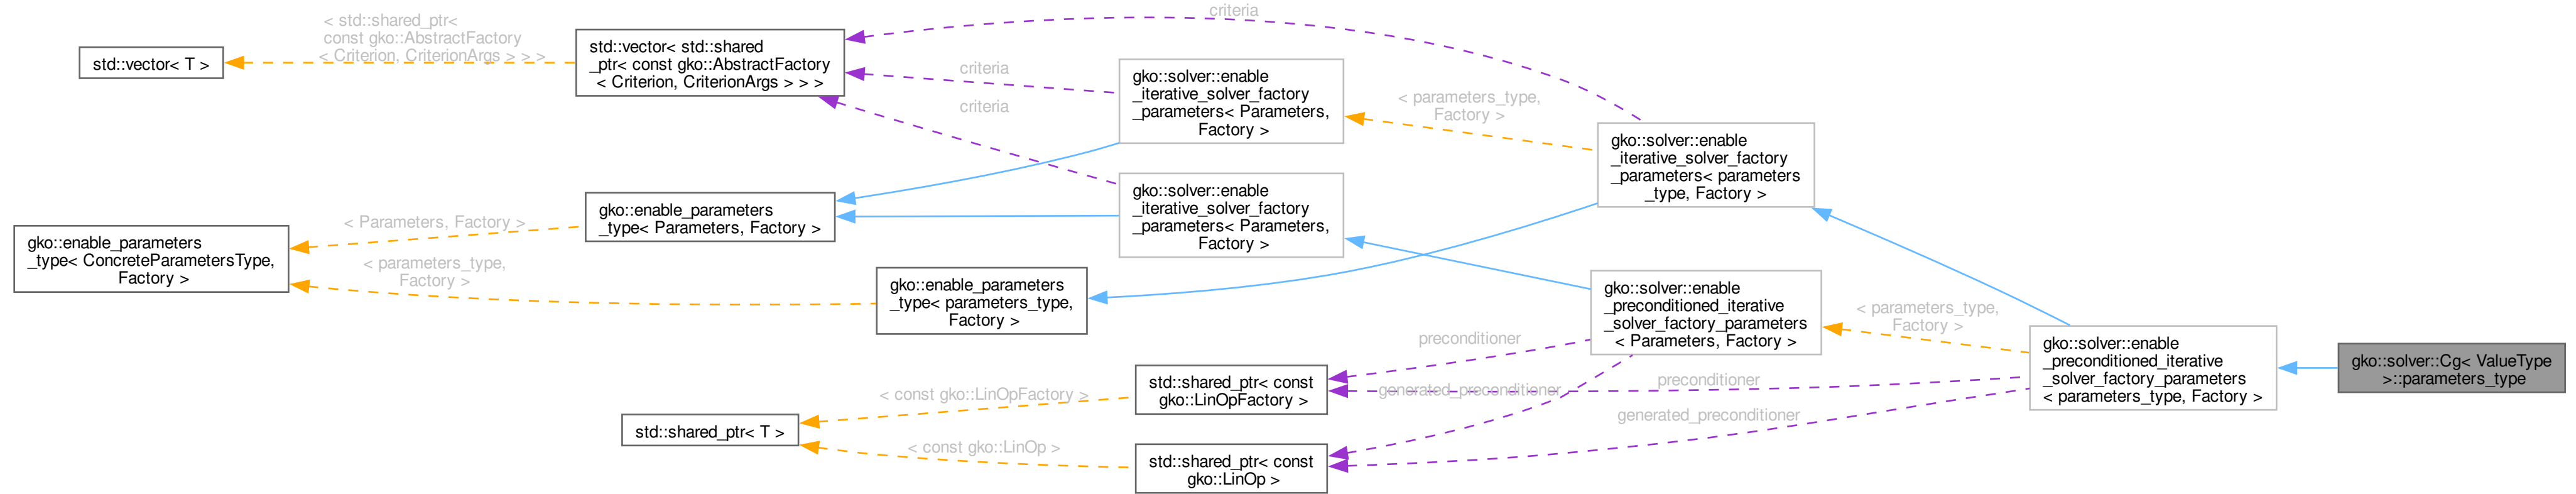 std::vector< T >
< std::shared_ptr<
const gko::AbstractFactory
< Criterion, CriterionArgs > > >
std::vector< std::shared
_ptr< const gko::AbstractFactory
< Criterion, CriterionArgs > > >
criteria
criteria
criteria
gko::solver::enable
_iterative_solver_factory
_parameters< Parameters,
Factory >
< parameters_type,
Factory >
gko::solver::enable
_iterative_solver_factory
_parameters< parameters
_type, Factory >
gko::solver::enable
_iterative_solver_factory
_parameters< Parameters,
Factory >
gko::enable_parameters
_type< Parameters, Factory >
< Parameters, Factory >
gko::enable_parameters
_type< ConcreteParametersType,
Factory >
< parameters_type,
Factory >
gko::enable_parameters
_type< parameters_type,
Factory >
gko::solver::enable
_preconditioned_iterative
_solver_factory_parameters
< Parameters, Factory >
< parameters_type,
Factory >
gko::solver::enable
_preconditioned_iterative
_solver_factory_parameters
< parameters_type, Factory >
gko::solver::Cg< ValueType
>::parameters_type
preconditioner
preconditioner
generated_preconditioner
generated_preconditioner
std::shared_ptr< const
gko::LinOpFactory >
< const gko::LinOpFactory >
std::shared_ptr< T >
< const gko::LinOp >
std::shared_ptr< const
gko::LinOp >